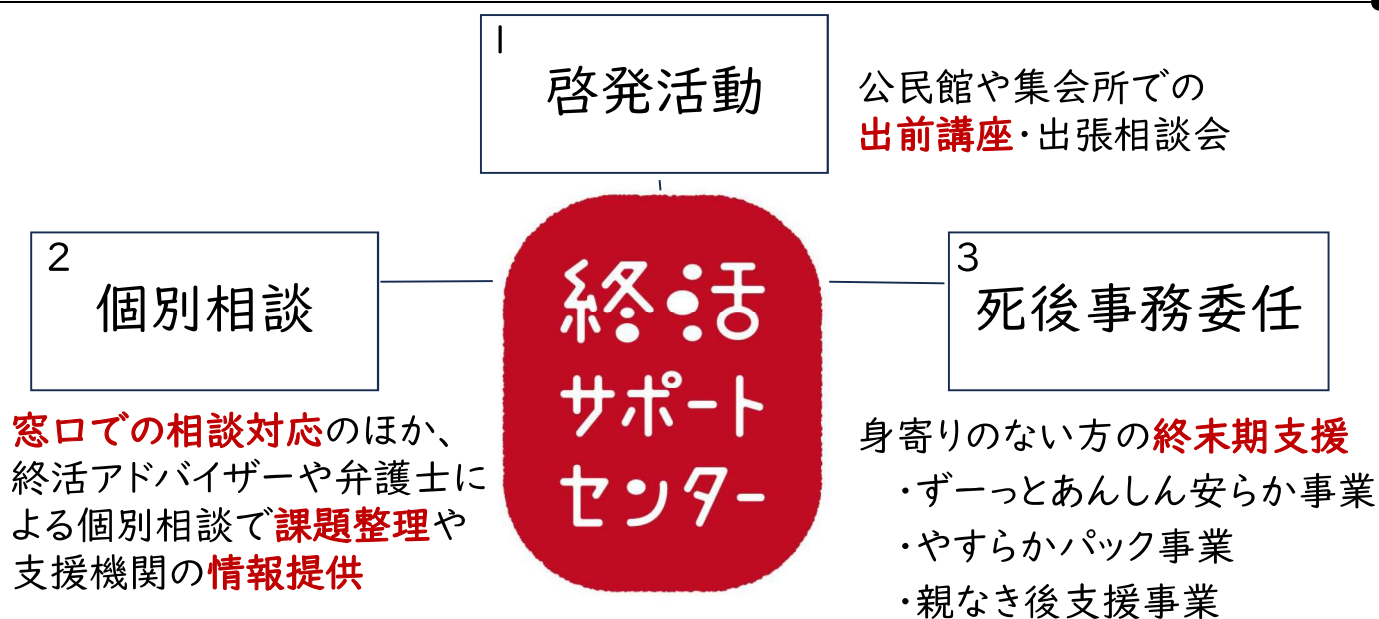 1
啓発活動
公民館や集会所での
出前講座・出張相談会
2
個別相談
窓口での相談対応のほか、
終活アドバイザーや弁護士に
よる個別相談で課題整理や
支援機関の情報提供
終活
サポート
センター
3
死後事務委任
身寄りのない方の終末期支援
・ずーっとあんしん安らか事業
・やすらかパック事業
・親なき後支援事業